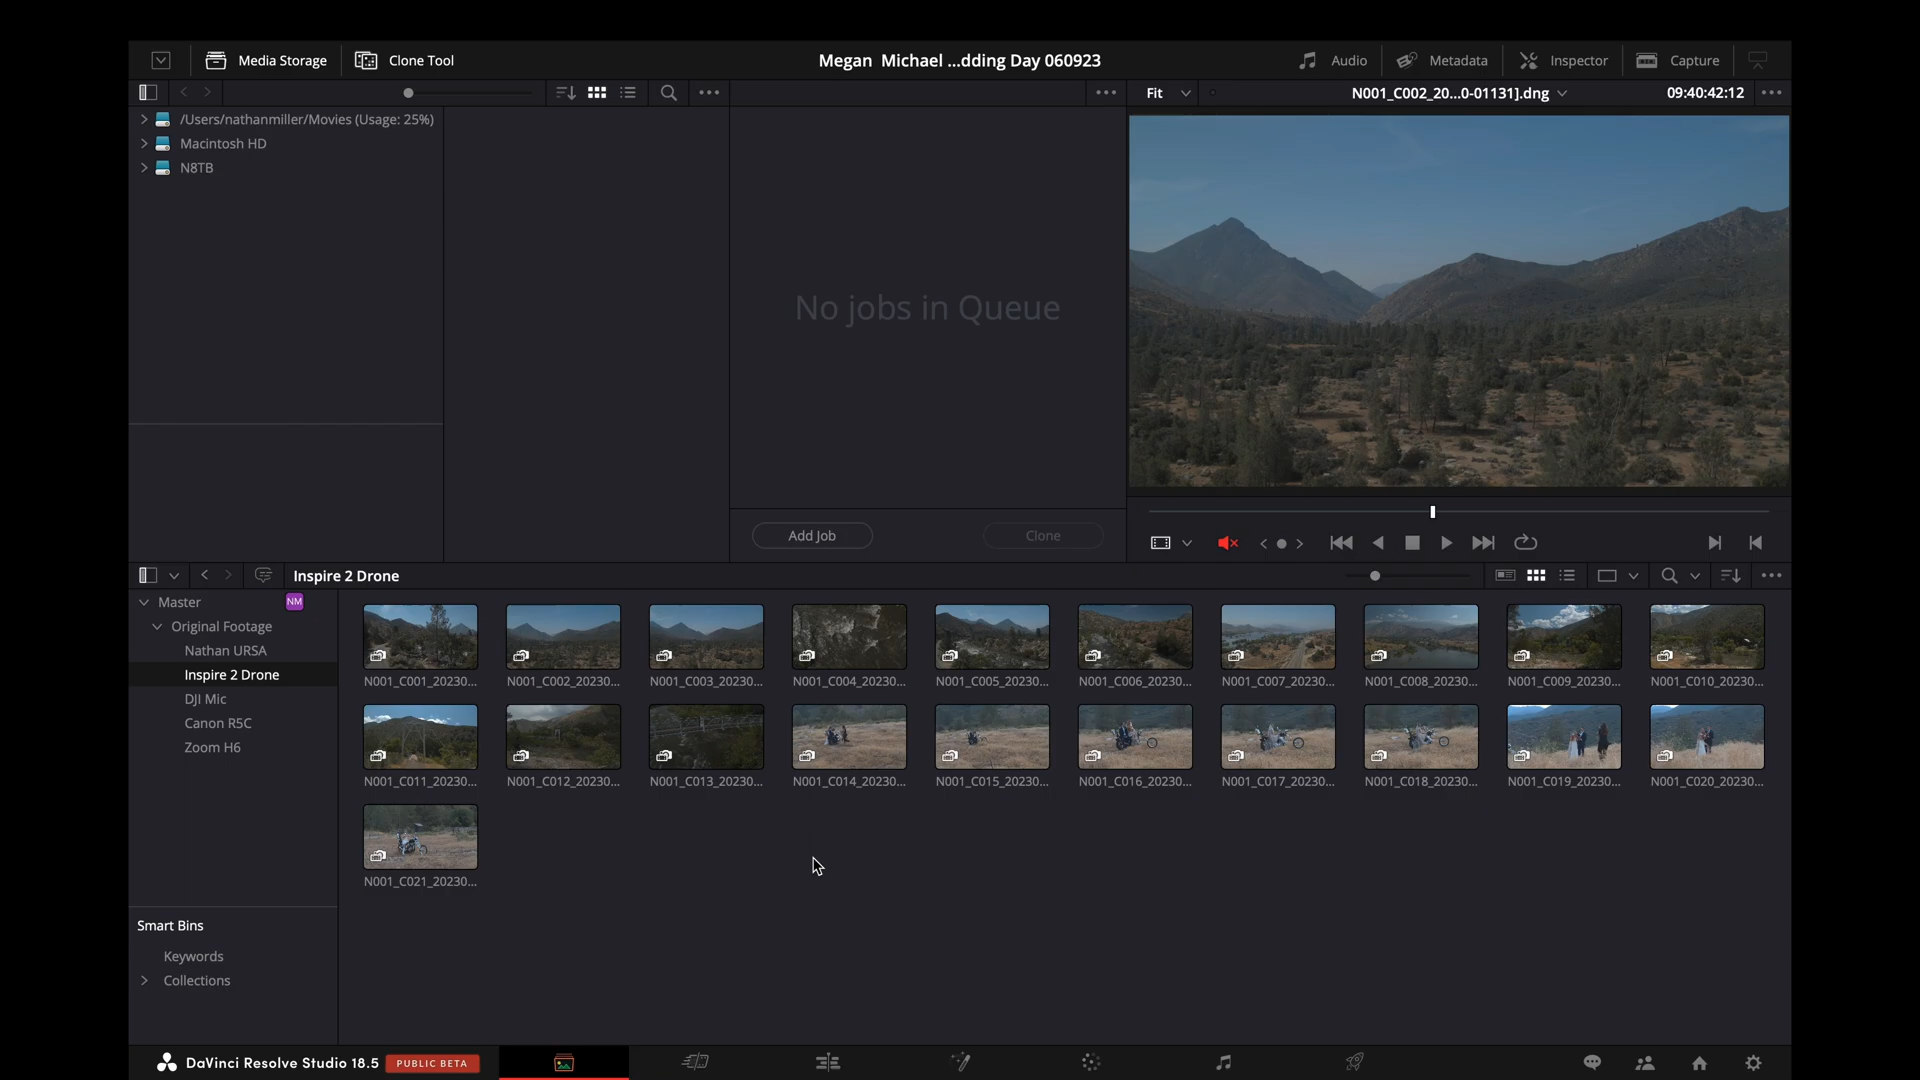 Media Storage
Clone Tool
Megan  Michael ...dding Day 060923
Audio
Metadata
Inspector
Capture
Fit
N001_C002_20...0-01131].dng
09:40:42:12
/Users/nathanmiller/Movies (Usage: 25%)
Macintosh HD
N8TB
No jobs in Queue
Add Job
Clone
Inspire 2 Drone
Master
NM
Original Footage
Nathan URSA
Inspire 2 Drone
DJI Mic
Canon R5C
Zoom H6
N001_C001_20230...
N001_C002_20230...
N001_C003_20230...
N001_C004_20230...
N001_C005_20230...
N001_C006_20230...
N001_C007_20230...
N001_C008_20230...
N001_C009_20230...
N001_C010_20230...
N001_C011_20230...
N001_C012_20230...
N001_C013_20230...
N001_C014_20230...
N001_C015_20230...
N001_C016_20230...
N001_C017_20230...
N001_C018_20230...
N001_C019_20230...
N001_C020_20230...
N001_C021_20230...
Smart Bins
Keywords
Collections
DaVinci Resolve Studio 18.5
PUBLIC BETA